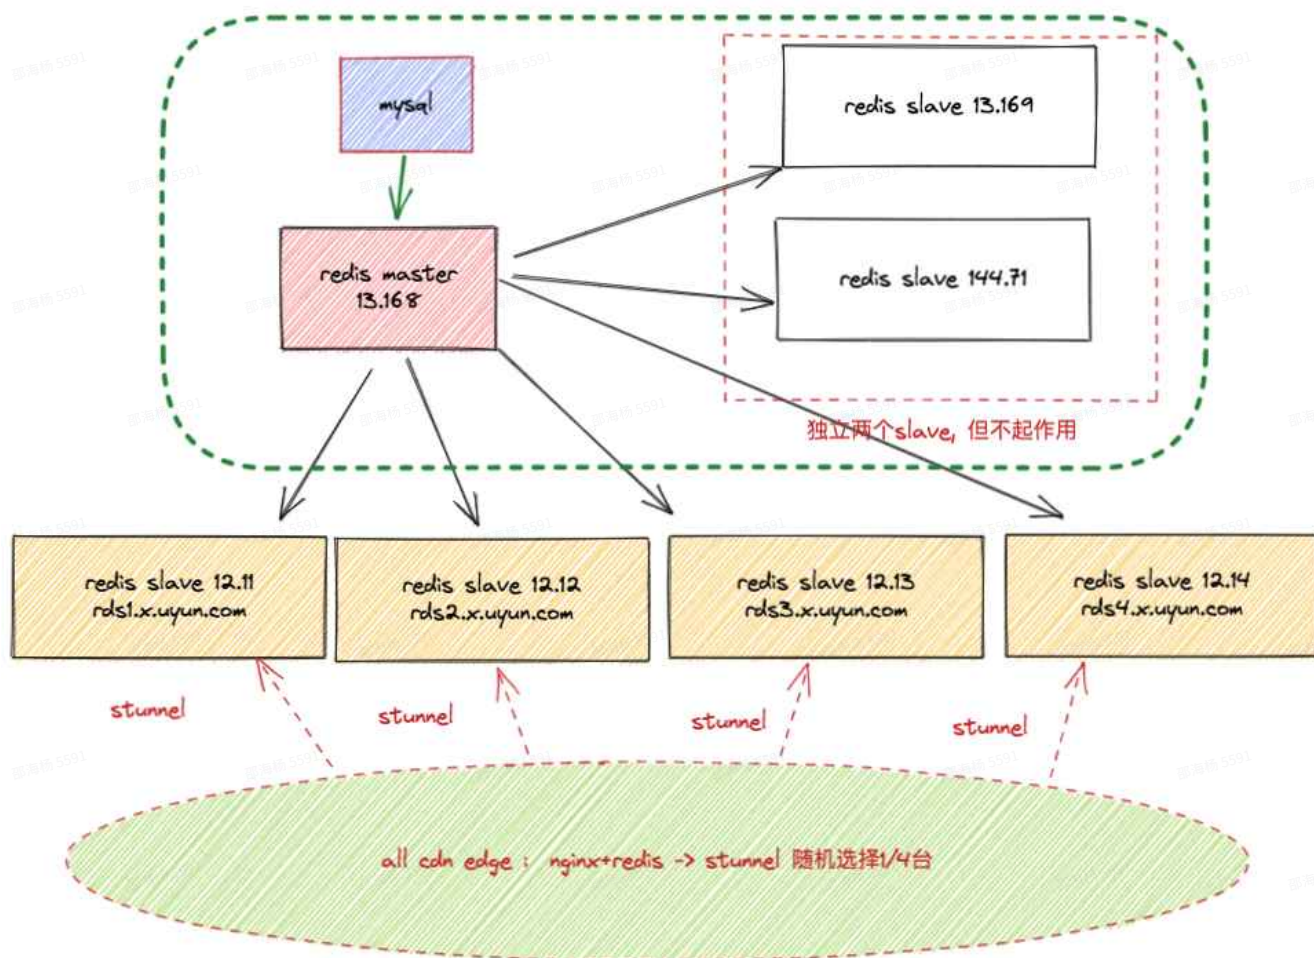 mysql
redis slave 13.169
redis master
13.168
redis slave 144.71
独立两个slave, 但不起作用
redis slave 12.11
rds1.x.uyun.com
redis slave 12.12
rds2.x.uyun.com
redis slave 12.13
rds3.x.uyun.com
redis slave 12.14
rds4.x.uyun.com
stunnel
stunnel
stunnel
stunnel
all cdn edge : nginx+redis -> stunnel 随机选择1/4台